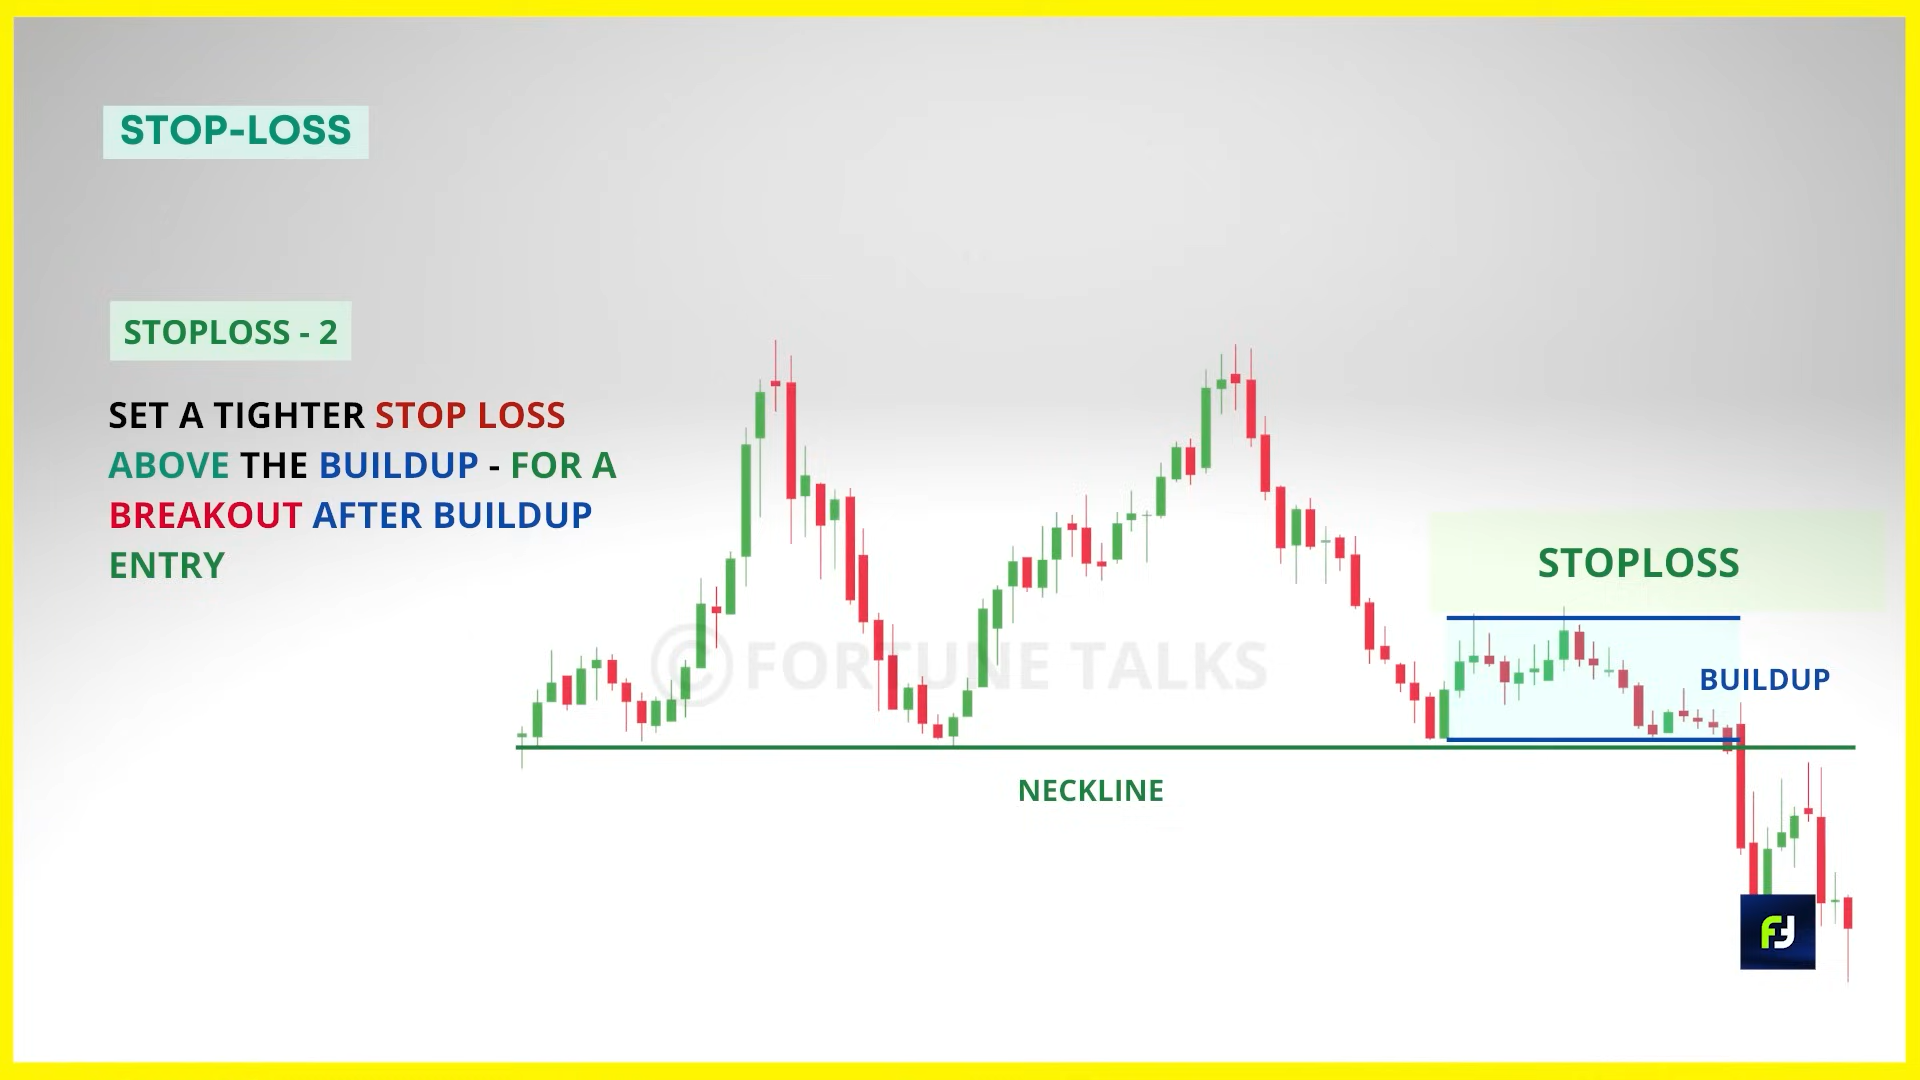 STOP-LOSS
STOPLOSS - 2
SET A TIGHTER STOP LOSS
ABOVE THE BUILDUP - FOR A
BREAKOUT AFTER BUILDUP
ENTRY
STOPLOSS
BUILDUP
© FORTUNE TALKS
NECKLINE